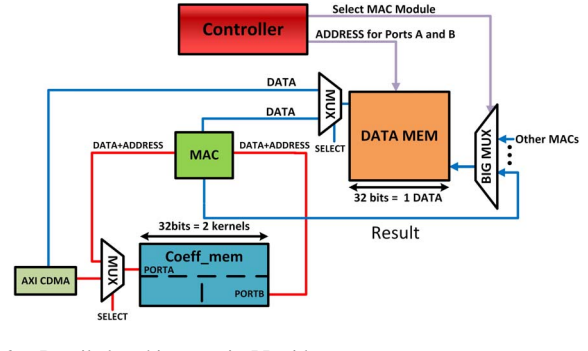 Select MAC Module
Controller
ADDRESS for Ports A and B
DATA
MUX
DATA
DATA MEM
BIG MUX
Other MACs
DATA+ADDRESS
MAC
DATA+ADDRESS
SELECT
32 bits = 1 DATA
Result
32bits = 2 kernels
Coeff_mem
MUX
PORTA
AXI CDMA
PORTB
SELECT